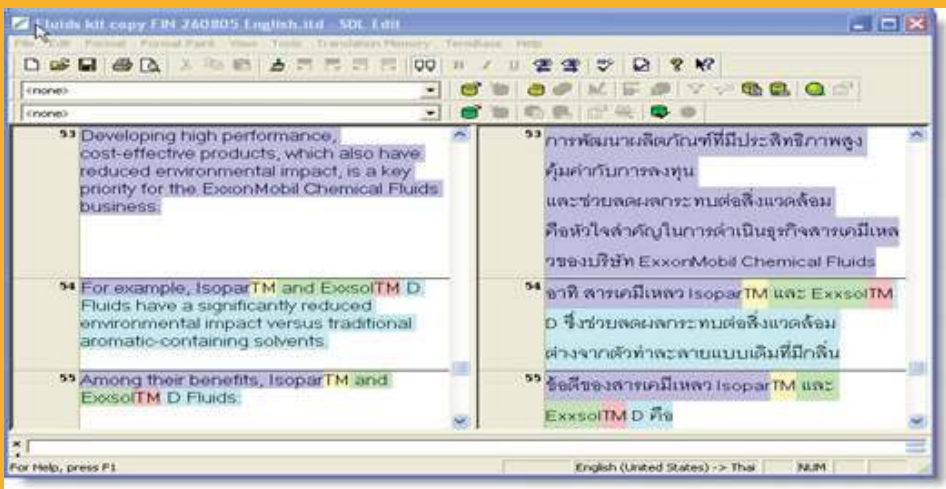 Fluids kit copy FIN 260805 English.itd - SDL Edit
File Edit Format Format Paint View Tools Translation Memory TermBase Help
(none)
(none)
53 Developing high performance,
cost-effective products, which also have
reduced environmental impact, is a key
priority for the ExxonMobil Chemical Fluids
business:
54 For example, IsoparTM and ExxsolTM D
Fluids have a significantly reduced
environmental impact versus traditional
aromatic-containing solvents.
55 Among their benefits, IsoparTM and
ExxsolTM D Fluids:
53 การพัฒนาผลิตภัณฑ์ที่มีประสิทธิภาพสูง
คุ้มค่ากับการลงทุน
และช่วยลดผลกระทบต่อสิ่งแวดล้อม
คือหัวใจสำคัญในการดำเนินธุรกิจสารเคมีเหล
วของบริษัท ExxonMobil Chemical Fluids
54 อาทิ สารเคมีเหลว IsoparTM และ ExxsolTM
D ซึ่งช่วยลดผลกระทบต่อสิ่งแวดล้อม
ต่างจากตัวทำละลายแบบเดิมที่มีกลิ่น
55 ข้อดีของสารเคมีเหลว IsoparTM และ
ExxsolTM D คือ
For Help, press F1
English (United States) -> Thai
NUM